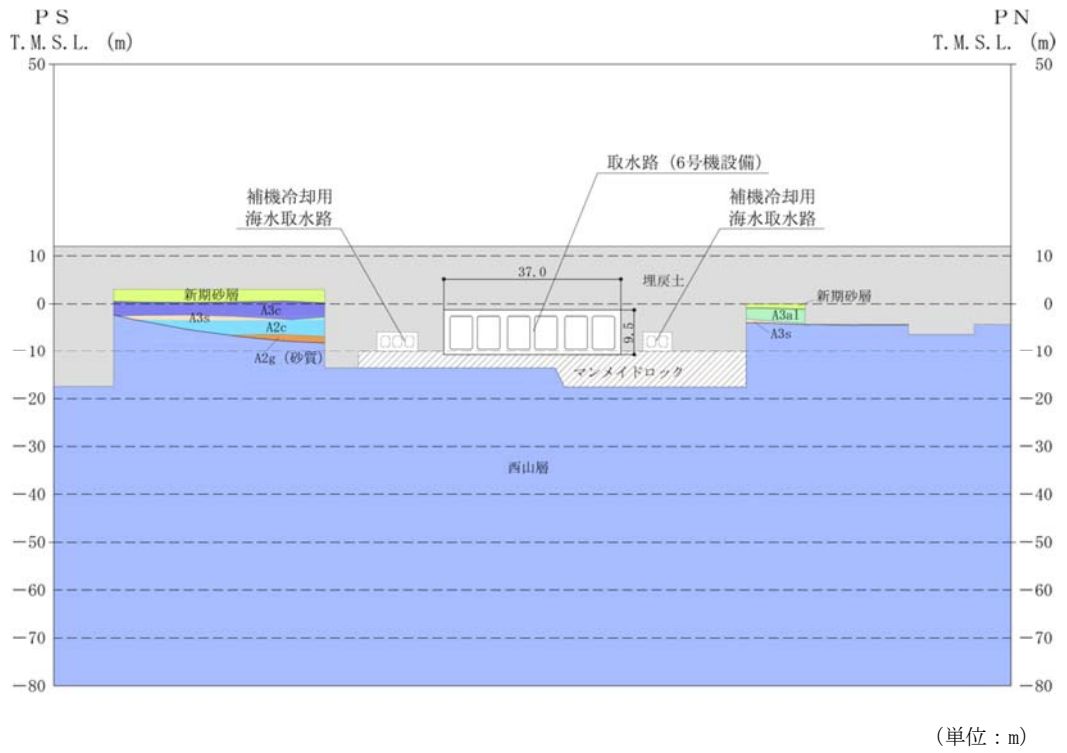 PS
PN
T.M.S.L. (m)
T.M.S.L. (m)
50
50
取水路 (6号機設備)
補機冷却用
海水取水路
補機冷却用
海水取水路
10
10
37.0
埋戻土
新期砂層
新期砂層
0
0
A3c
A3s
A2c
A3al
A3s
9.5
A2g (砂質)
-10
-10
マンメイドロック
-20
-20
-30
-30
西山層
-40
-40
-50
-50
-60
-60
-70
-70
-80
-80
(単位:m)